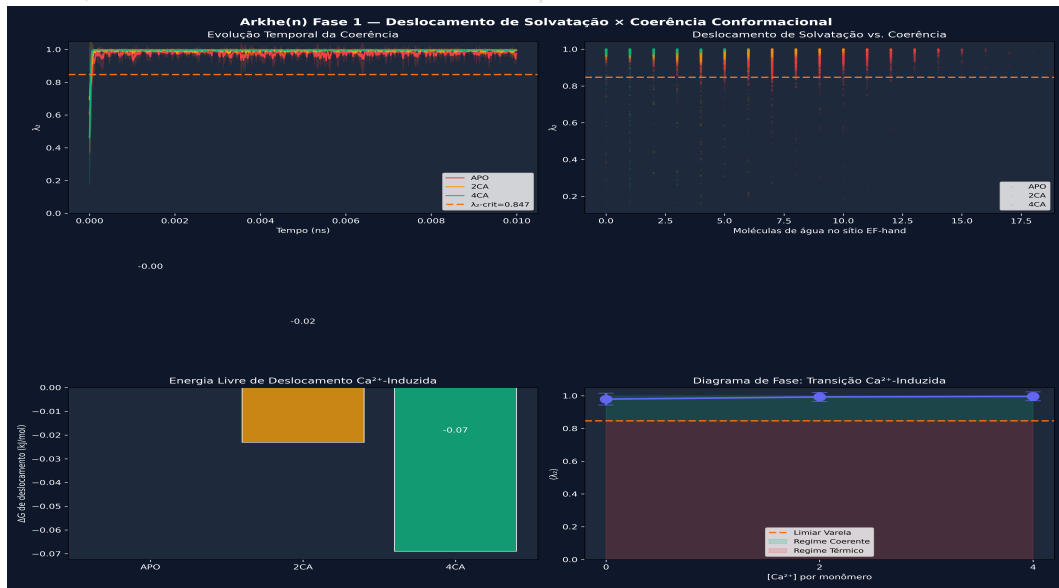 Arkhe(n) Fase 1 — Deslocamento de Solvatação × Coerência Conformacional
Evolução Temporal da Coerência
1.0
0.8
0.6
0.4
0.2
0.0
λ₂
APO
2CA
4CA
λ₂-crit=0.847
0.000
0.002
0.004
0.006
0.008
0.010
Tempo (ns)
Deslocamento de Solvatação vs. Coerência
1.0
0.8
0.6
0.4
0.2
λ₂
APO
2CA
4CA
0.0
2.5
5.0
7.5
10.0
12.5
15.0
17.5
Moléculas de água no sítio EF-hand
-0.00
-0.02
Energia Livre de Deslocamento Ca²⁺-Induzida
0.00
−0.01
−0.02
−0.03
−0.04
−0.05
−0.06
−0.07
ΔG de deslocamento (kJ/mol)
-0.07
APO
2CA
4CA
Diagrama de Fase: Transição Ca²⁺-Induzida
1.0
0.8
0.6
0.4
0.2
0.0
⟨λ₂⟩
Limiar Varela
Regime Coerente
Regime Térmico
0
2
4
[Ca²⁺] por monômero